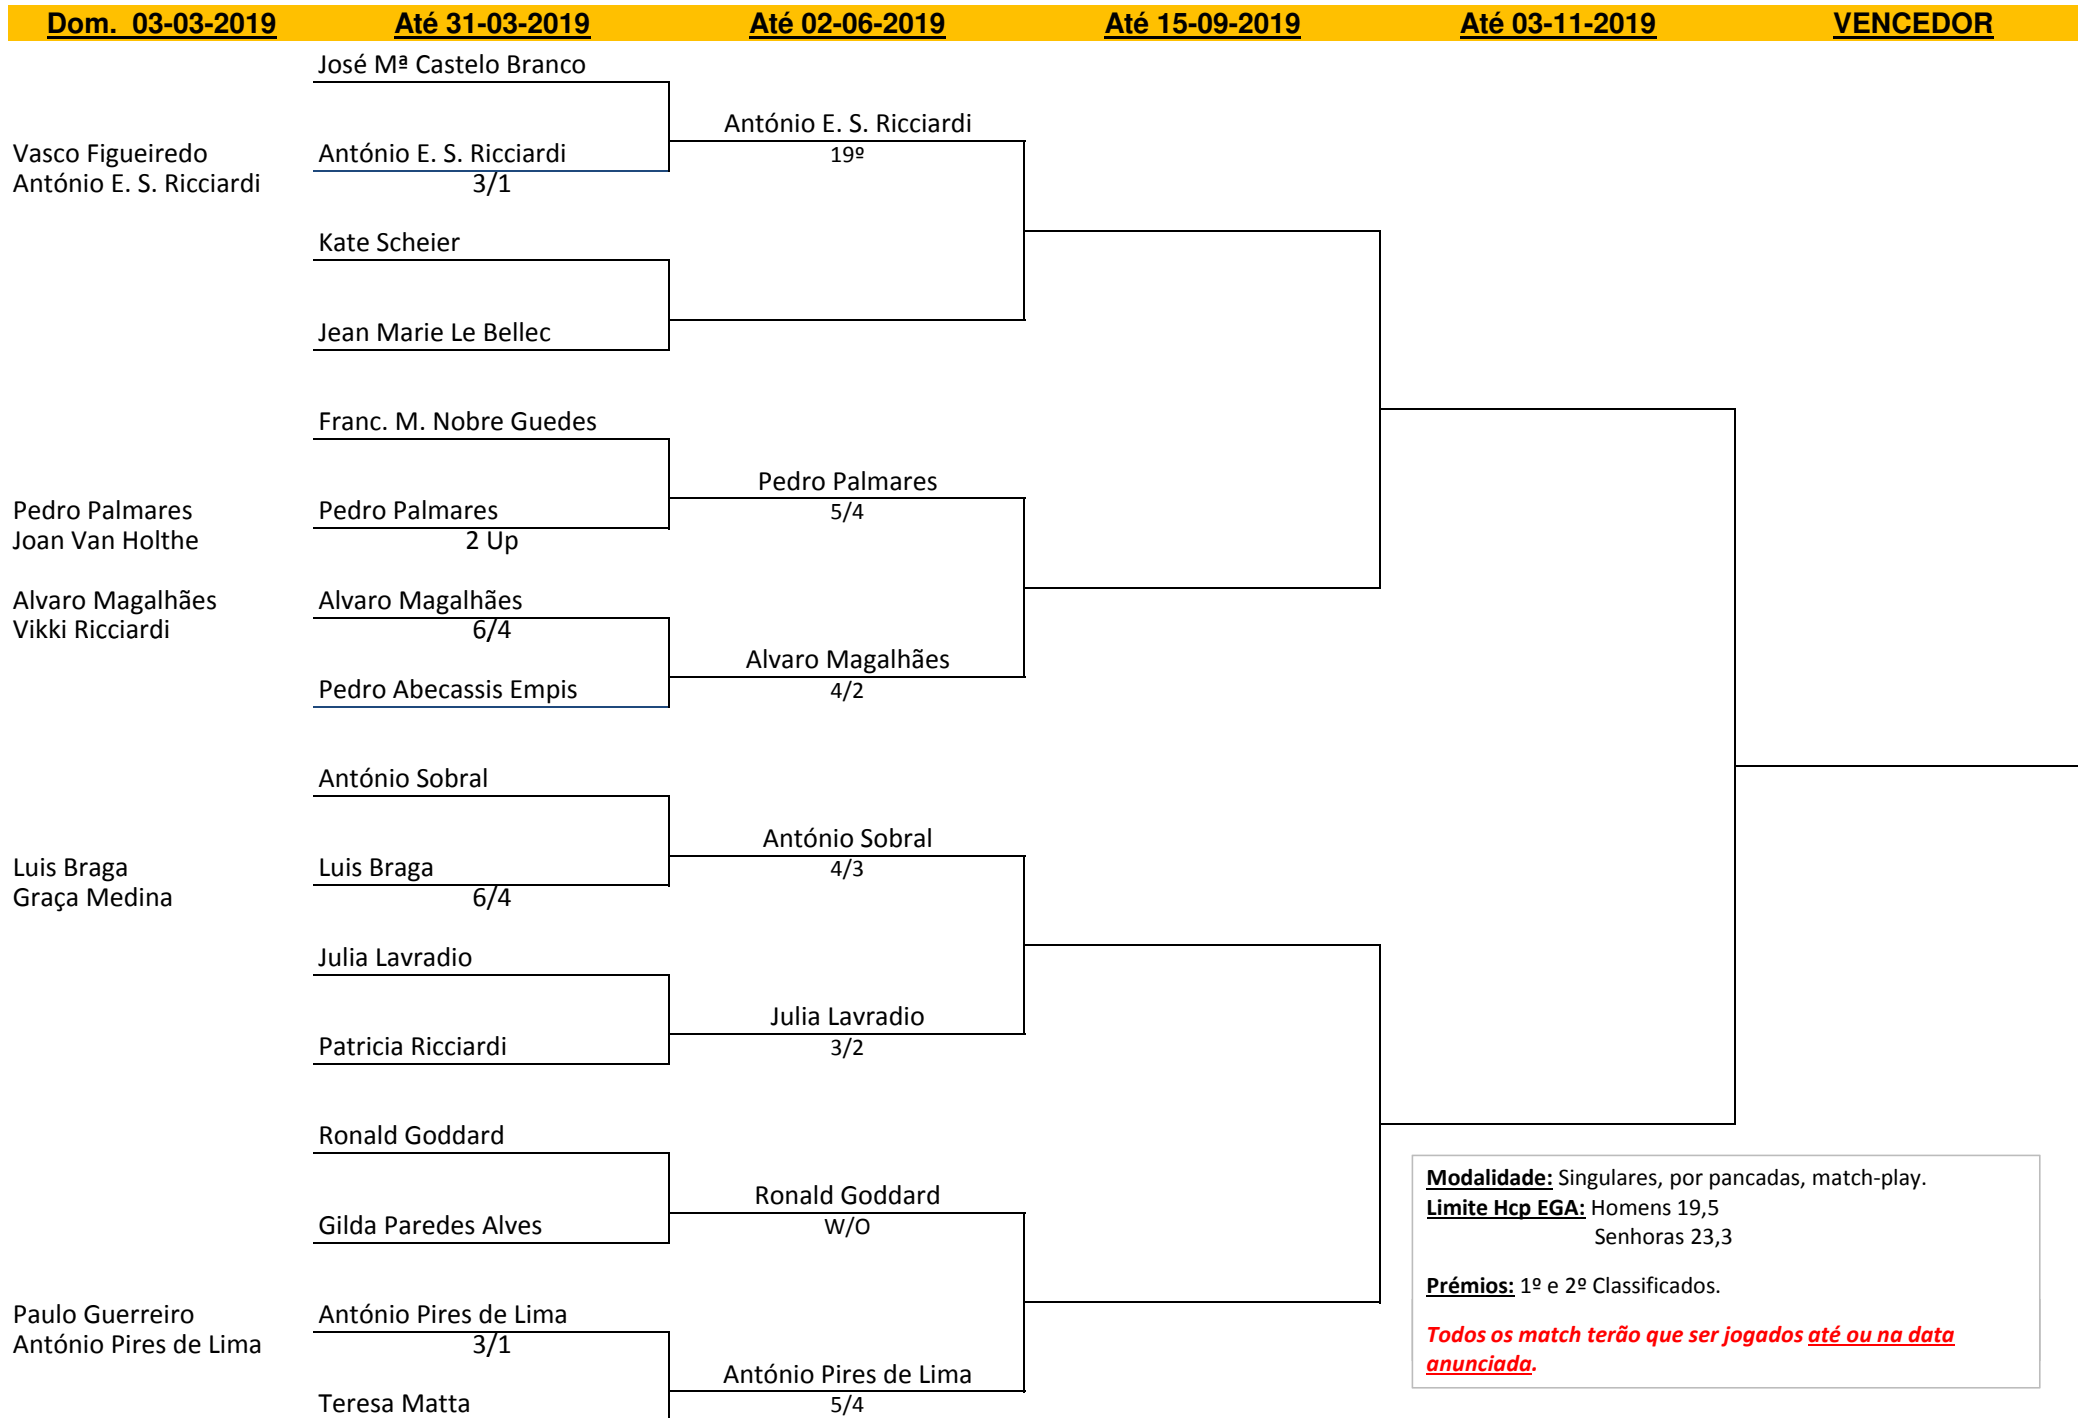 Dom. 03-03-2019 Até 31-03-2019 Até 02-06-2019 Até 15-09-2019 Até 03-11-2019 VENCEDOR
José Mª Castelo Branco
António E. S. Ricciardi
Vasco Figueiredo António E. S. Ricciardi 19º
António E. S. Ricciardi 3/1
Kate Scheier
Jean Marie Le Bellec
Franc. M. Nobre Guedes
Pedro Palmares
Pedro Palmares Pedro Palmares 5/4
Joan Van Holthe 2 Up
Alvaro Magalhães Alvaro Magalhães
Vikki Ricciardi 6/4
Alvaro Magalhães
Pedro Abecassis Empis 4/2
António Sobral
António Sobral
Luis Braga Luis Braga 4/3
Graça Medina 6/4
Julia Lavradio
Julia Lavradio
Patricia Ricciardi 3/2
Ronald Goddard
Ronald Goddard
Gilda Paredes Alves W/O
Paulo Guerreiro António Pires de Lima
António Pires de Lima 3/1
António Pires de Lima
Teresa Matta 5/4
Modalidade: Singulares, por pancadas, match-play.
Limite Hcp EGA: Homens 19,5
Senhoras 23,3
Prémios: 1º e 2º Classificados.
Todos os match terão que ser jogados até ou na data
anunciada.